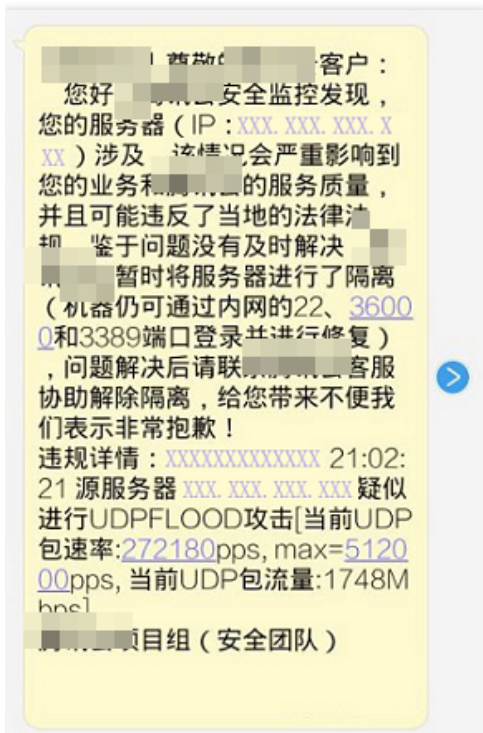 尊敬的 客户：
您好 安全监控发现，
您的服务器（IP：XXX. XXX. XXX. X
XX）涉及 该情况会严重影响到
您的业务和 的服务质量，
并且可能违反了当地的法律法
规 鉴于问题没有及时解决
暂时将服务器进行了隔离
（机器仍可通过内网的22、3600
0和3389端口登录并进行修复）
，问题解决后请联 客服
协助解除隔离，给您带来不便我
们表示非常抱歉！
违规详情：XXXXXXXXXXXXX 21:02:
21 源服务器 XXX. XXX. XXX. XXX 疑似
进行UDPFLOOD攻击[当前UDP
包速率:272180pps, max=5120
00pps, 当前UDP包流量:1748M
bps]
项目组（安全团队）